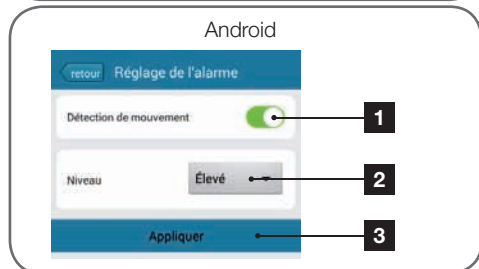 Android
retour Réglage de l'alarme
Détection de mouvement
1
Niveau Élevé
2
Appliquer
3